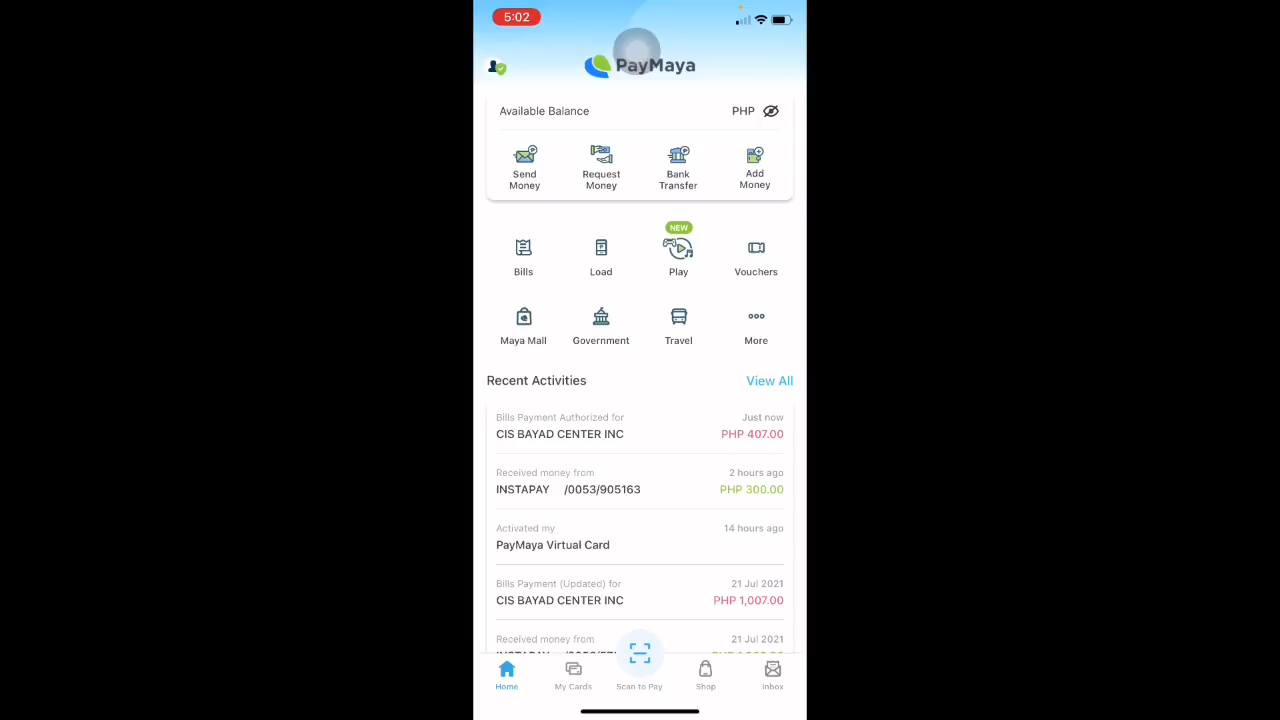 5:02
PayMaya
Available Balance PHP
Send Money
Request Money
Bank Transfer
Add Money
NEW
Bills Load Play Vouchers
Maya Mall Government Travel More
Recent Activities View All
Bills Payment Authorized for Just now
CIS BAYAD CENTER INC PHP 407.00
Received money from 2 hours ago
INSTAPAY /0053/905163 PHP 300.00
Activated my 14 hours ago
PayMaya Virtual Card
Bills Payment (Updated) for 21 Jul 2021
CIS BAYAD CENTER INC PHP 1,007.00
Received money from 21 Jul 2021
Home My Cards Scan to Pay Shop Inbox